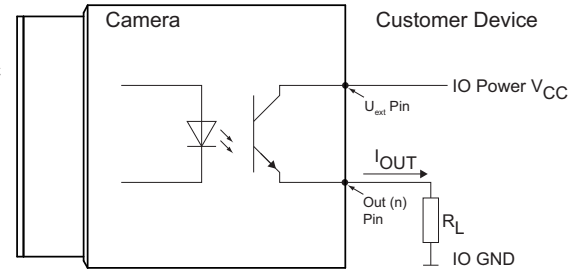 Camera
Customer Device
IO Power VCC
Uext Pin
IOUT
Out (n)
Pin
RL
IO GND